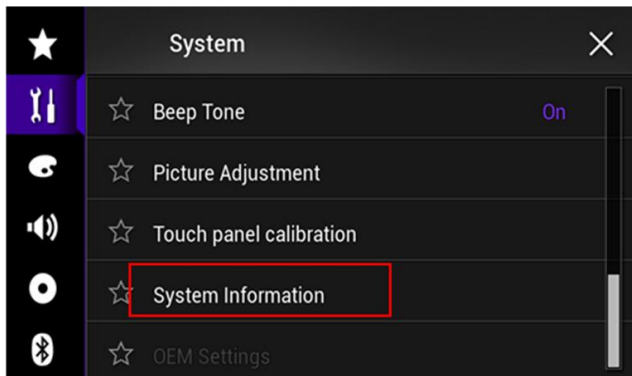 System
Beep Tone On
Picture Adjustment
Touch panel calibration
System Information
OEM Settings